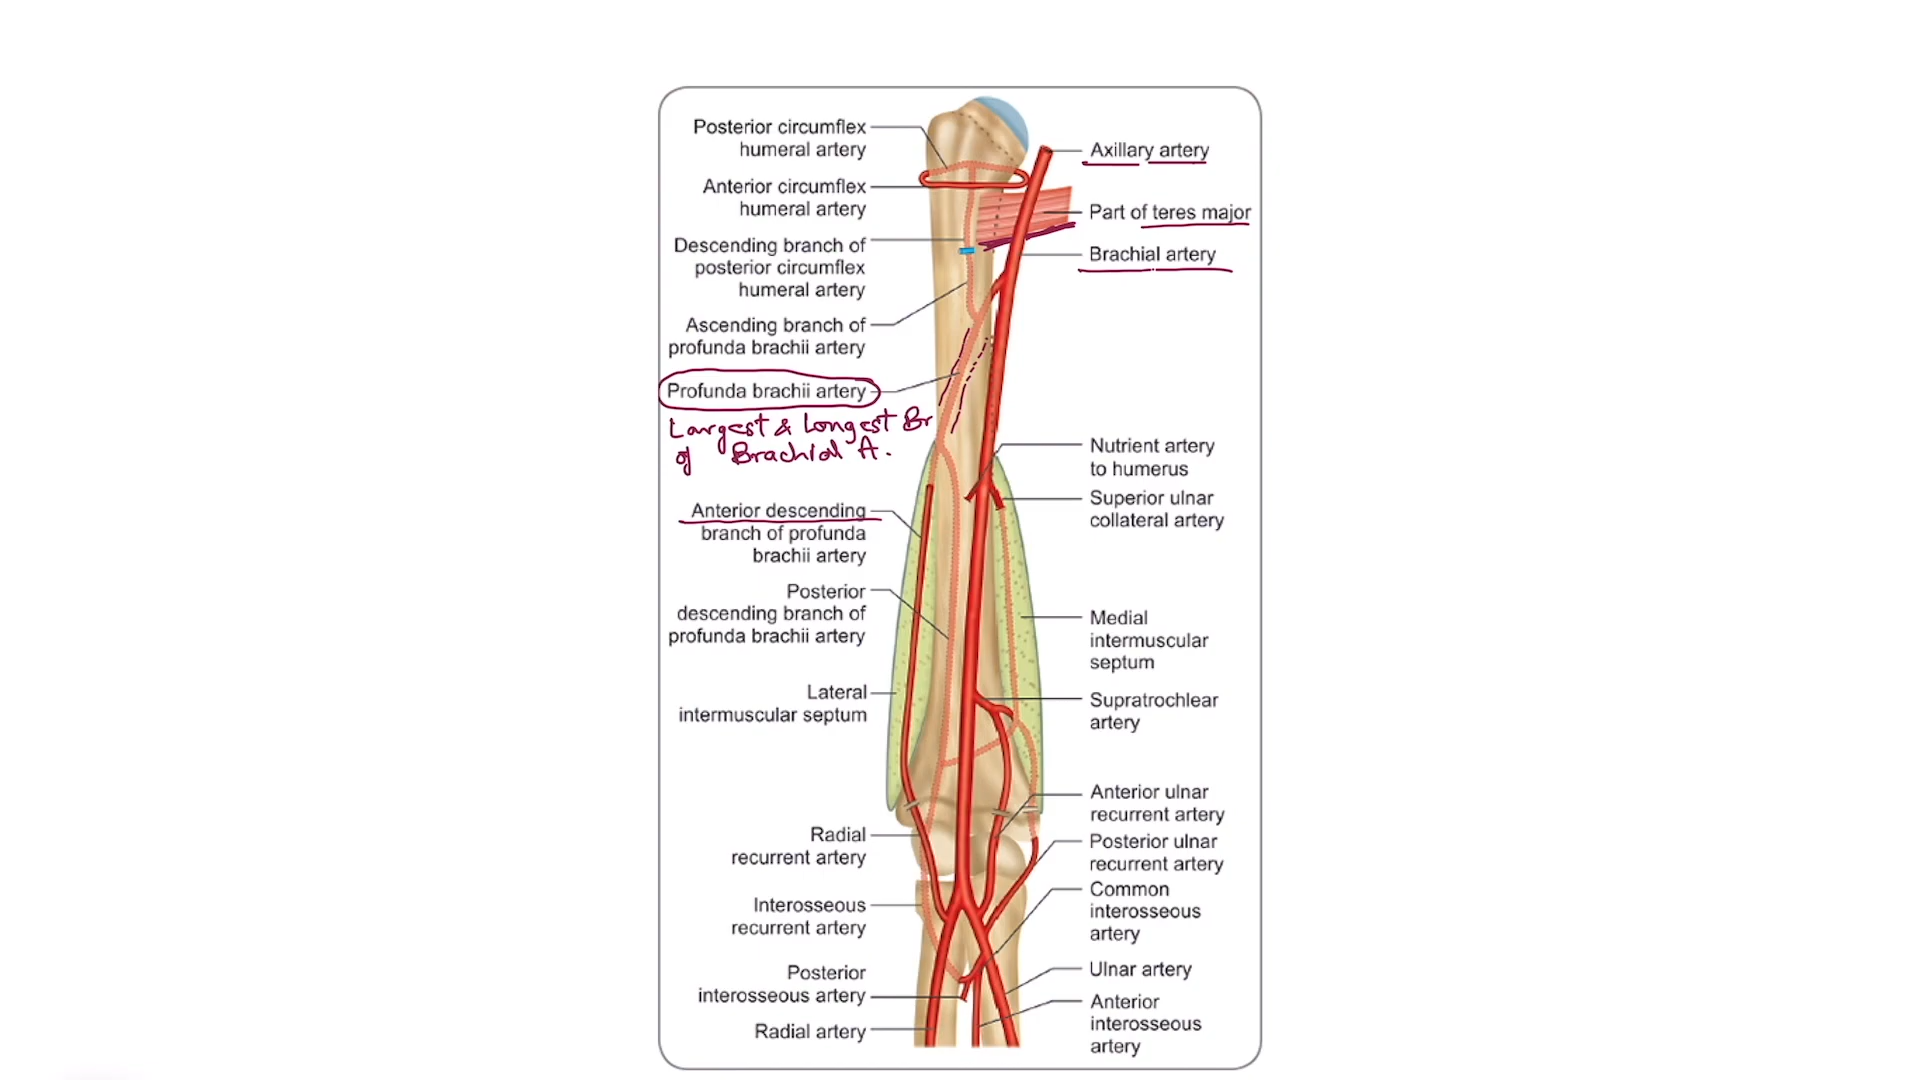 Posterior circumflex
humeral artery
Anterior circumflex
humeral artery
Descending branch of
posterior circumflex
humeral artery
Ascending branch of
profunda brachii artery
Profunda brachii artery
Largest & Longest Br
of Brachial A.
Anterior descending
branch of profunda
brachii artery
Posterior
descending branch of
profunda brachii artery
Lateral
intermuscular septum
Radial
recurrent artery
Interosseous
recurrent artery
Posterior
interosseous artery
Radial artery
Axillary artery
Part of teres major
Brachial artery
Nutrient artery
to humerus
Superior ulnar
collateral artery
Medial
intermuscular
septum
Supratrochlear
artery
Anterior ulnar
recurrent artery
Posterior ulnar
recurrent artery
Common
interosseous
artery
Ulnar artery
Anterior
interosseous
artery